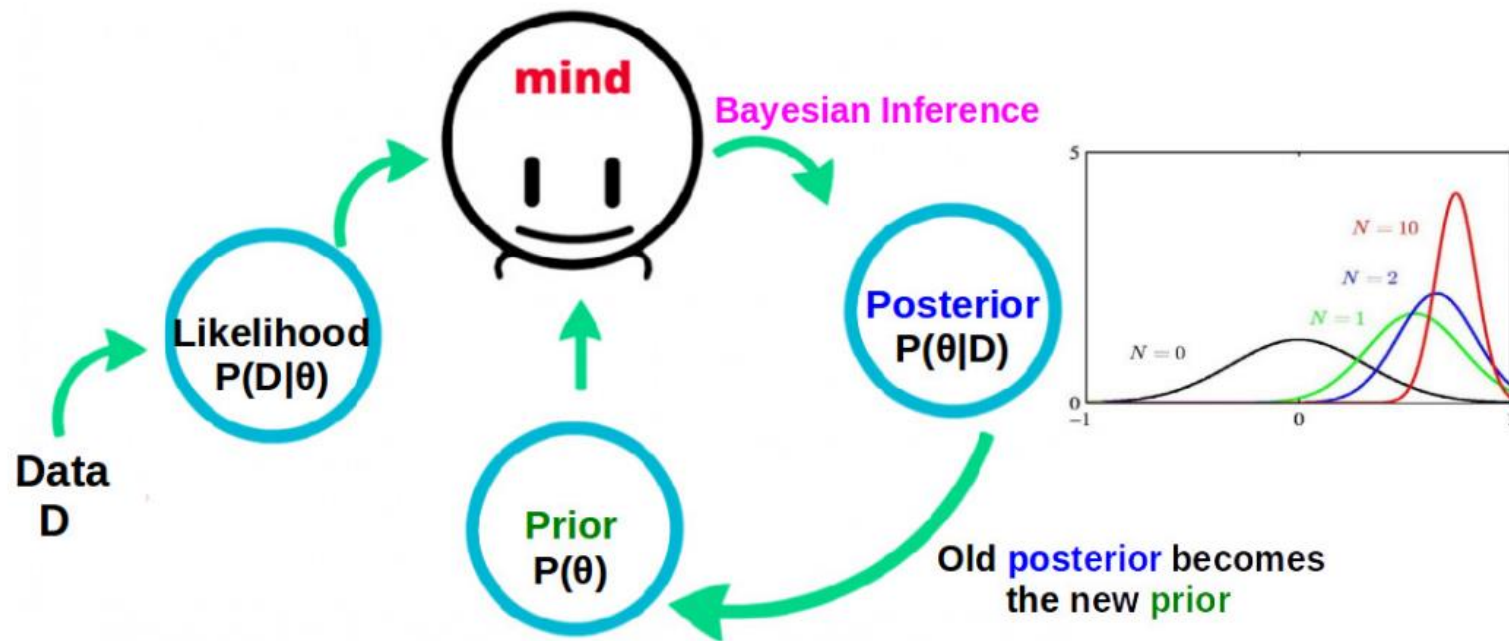 mind
Bayesian Inference
Likelihood
P(D|θ)
Data
D
Prior
P(θ)
Posterior
P(θ|D)
Old posterior becomes
the new prior
5
N = 10
N = 2
N = 1
N = 0
0
−1
0